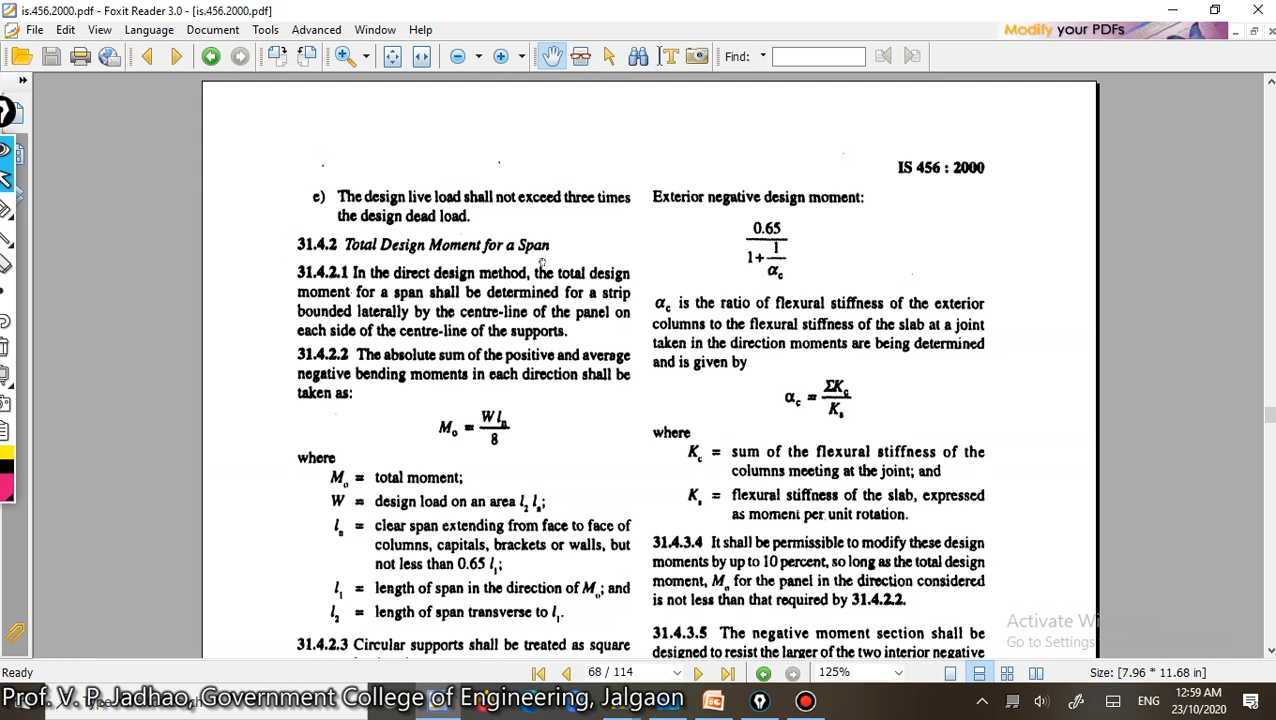 is.456.2000.pdf - Foxit Reader 3.0 - [is.456.2000.pdf]
File Edit View Language Document Tools Advanced Window Help
Modify your PDFs
Find:
IS 456 : 2000
e) The design live load shall not exceed three times
the design dead load.
31.4.2 Total Design Moment for a Span
31.4.2.1 In the direct design method, the total design
moment for a span shall be determined for a strip
bounded laterally by the centre-line of the panel on
each side of the centre-line of the supports.
31.4.2.2 The absolute sum of the positive and average
negative bending moments in each direction shall be
taken as:
M₀ = W lₙ / 8
where
M₀ = total moment;
W = design load on an area l₂ lₙ;
lₙ = clear span extending from face to face of
columns, capitals, brackets or walls, but
not less than 0.65 l₁;
l₁ = length of span in the direction of M₀; and
l₂ = length of span transverse to l₁.
31.4.2.3 Circular supports shall be treated as square
Exterior negative design moment:
0.65
1+ 1
α꜀
α꜀ is the ratio of flexural stiffness of the exterior
columns to the flexural stiffness of the slab at a joint
taken in the direction moments are being determined
and is given by
α꜀ = ΣK꜀ / Kₛ
where
K꜀ = sum of the flexural stiffness of the
columns meeting at the joint; and
Kₛ = flexural stiffness of the slab, expressed
as moment per unit rotation.
31.4.3.4 It shall be permissible to modify these design
moments by up to 10 percent, so long as the total design
moment, M₀ for the panel in the direction considered
is not less than that required by 31.4.2.2.
31.4.3.5 The negative moment section shall be
designed to resist the larger of the two interior negative
Activate Wi
Go to Settings
Ready
68 / 114
125%
Size: [7.96 * 11.68 in]
Prof. V. P.Jadhao, Government College of Engineering, Jalgaon
ENG
12:59 AM
23/10/2020